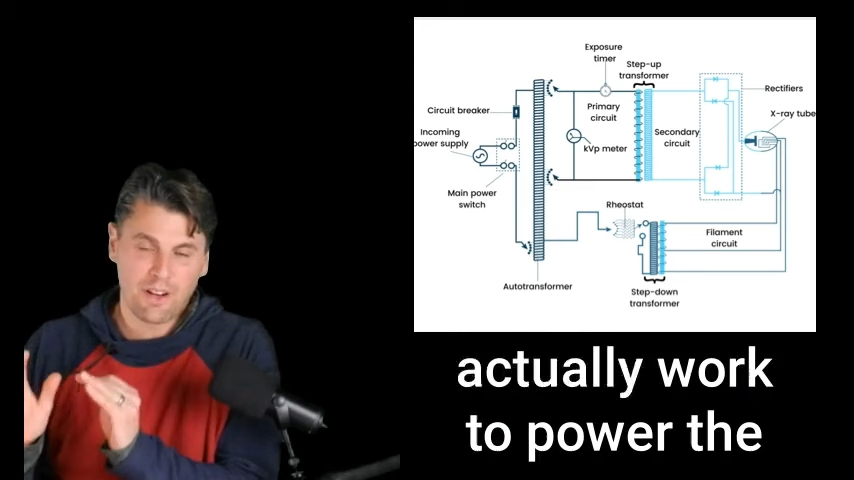 Exposure
timer
Step-up
transformer
Rectifiers
Circuit breaker
Primary
circuit
X-ray tube
Incoming
power supply
kVp meter
Secondary
circuit
Main power
switch
Rheostat
Filament
circuit
Autotransformer
Step-down
transformer
actually work
to power the